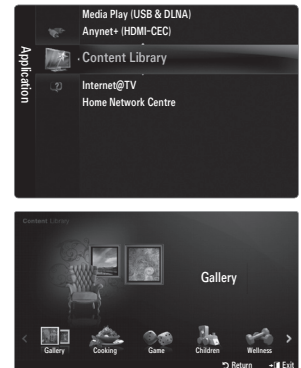 Media Play (USB & DLNA)
Anynet+ (HDMI-CEC)
Application
Content Library
Internet@TV
Home Network Centre
Content Library
Gallery
Gallery
Cooking
Game
Children
Wellness
Return
Exit